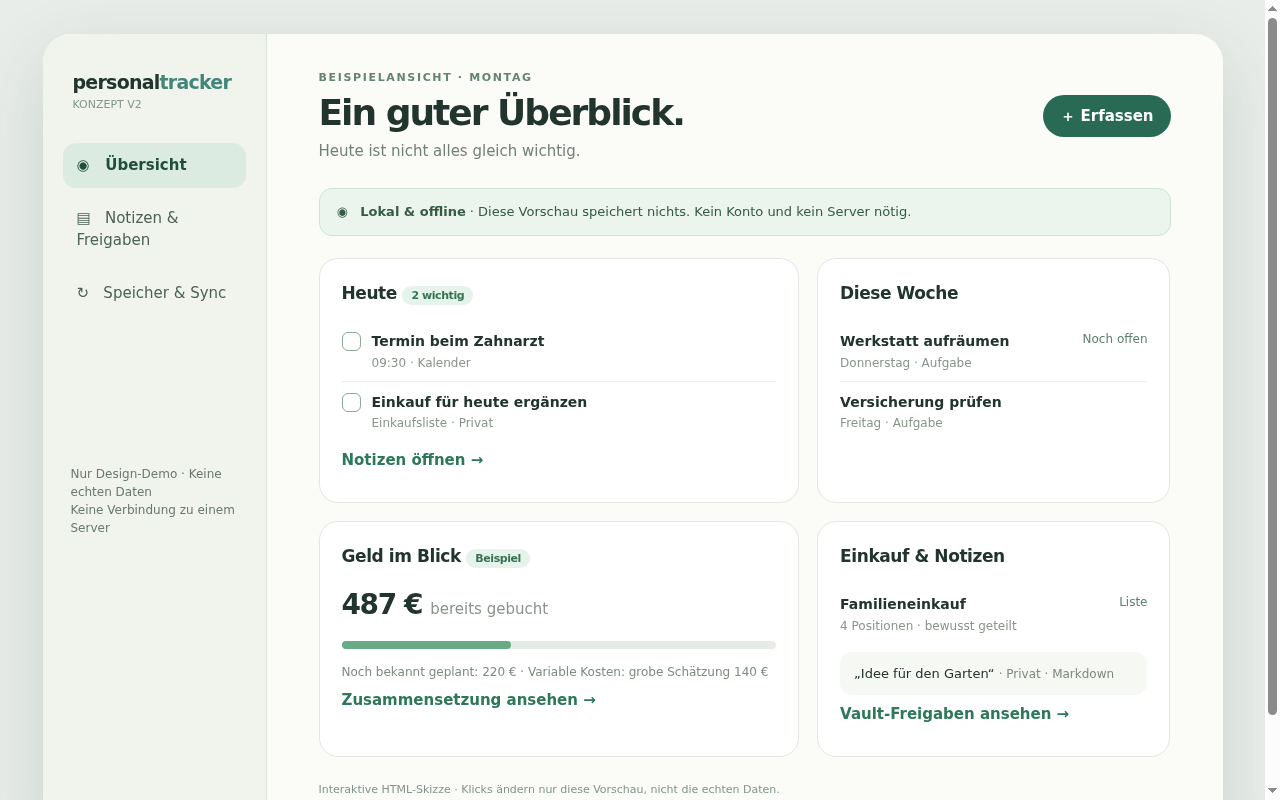 personaltracker
KONZEPT V2
◉ Übersicht
▤ Notizen &
Freigaben
↻ Speicher & Sync
Nur Design-Demo · Keine
echten Daten
Keine Verbindung zu einem
Server
BEISPIELANSICHT · MONTAG
Ein guter Überblick.
Heute ist nicht alles gleich wichtig.
+ Erfassen
◉ Lokal & offline · Diese Vorschau speichert nichts. Kein Konto und kein Server nötig.
Heute 2 wichtig
Termin beim Zahnarzt
09:30 · Kalender
Einkauf für heute ergänzen
Einkaufsliste · Privat
Notizen öffnen →
Diese Woche
Werkstatt aufräumen Noch offen
Donnerstag · Aufgabe
Versicherung prüfen
Freitag · Aufgabe
Geld im Blick Beispiel
487 € bereits gebucht
Noch bekannt geplant: 220 € · Variable Kosten: grobe Schätzung 140 €
Zusammensetzung ansehen →
Einkauf & Notizen
Familieneinkauf Liste
4 Positionen · bewusst geteilt
„Idee für den Garten“ · Privat · Markdown
Vault-Freigaben ansehen →
Interaktive HTML-Skizze · Klicks ändern nur diese Vorschau, nicht die echten Daten.